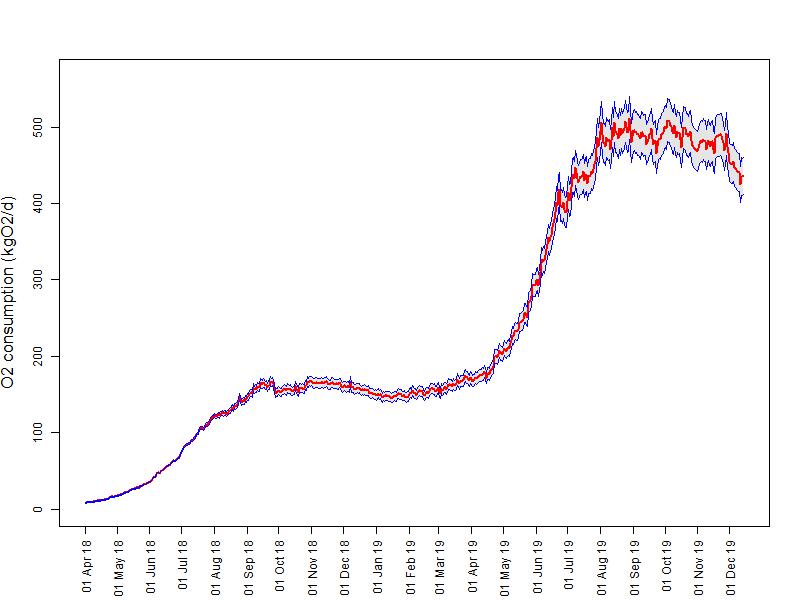 O2 consumption (kgO2/d)
500
400
300
200
100
0
01 Apr 18
01 May 18
01 Jun 18
01 Jul 18
01 Aug 18
01 Sep 18
01 Oct 18
01 Nov 18
01 Dec 18
01 Jan 19
01 Feb 19
01 Mar 19
01 Apr 19
01 May 19
01 Jun 19
01 Jul 19
01 Aug 19
01 Sep 19
01 Oct 19
01 Nov 19
01 Dec 19